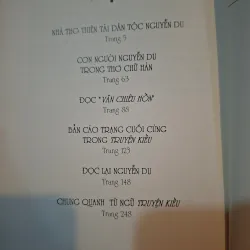 NHÀ THƠ THIÊN TÀI DÂN TỘC NGUYỄN DU
Trang 5
CON NGƯỜI NGUYỄN DU
TRONG THƠ CHỮ HÁN
Trang 63
ĐỌC "VĂN CHIÊU HỒN"
Trang 88
BẢN CÁO TRẠNG CUỐI CÙNG
TRONG TRUYỆN KIỀU
Trang 123
ĐỌC LẠI NGUYỄN DU
Trang 148
CHUNG QUANH TỪ NGỮ TRUYỆN KIỀU
Trang 248